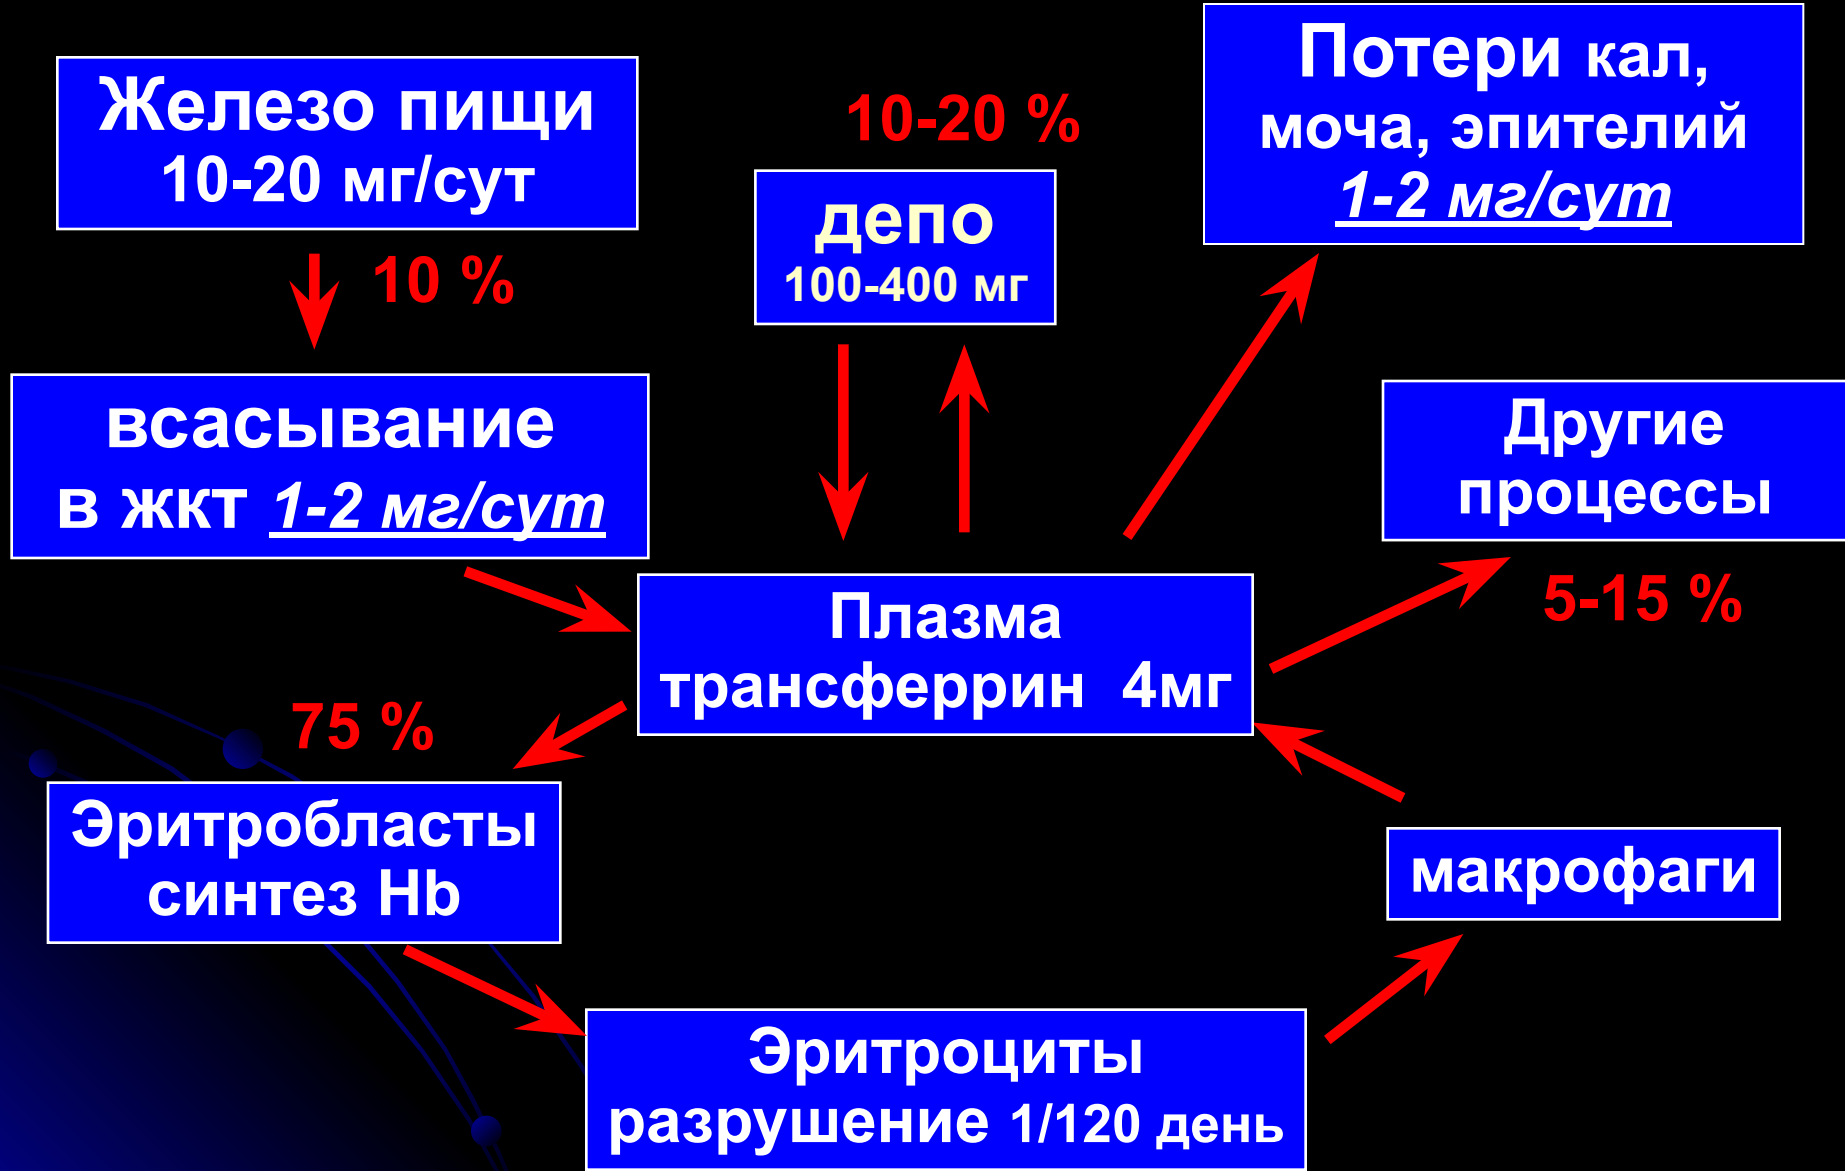 Железо пищи
10-20 мг/сут
10 %
всасывание
в жкт 1-2 мг/сут
10-20 %
депо
100-400 мг
Потери кал,
моча, эпителий
1-2 мг/сут
Другие
процессы
5-15 %
Плазма
трансферрин 4мг
75 %
Эритробласты
синтез Hb
макрофаги
Эритроциты
разрушение 1/120 день